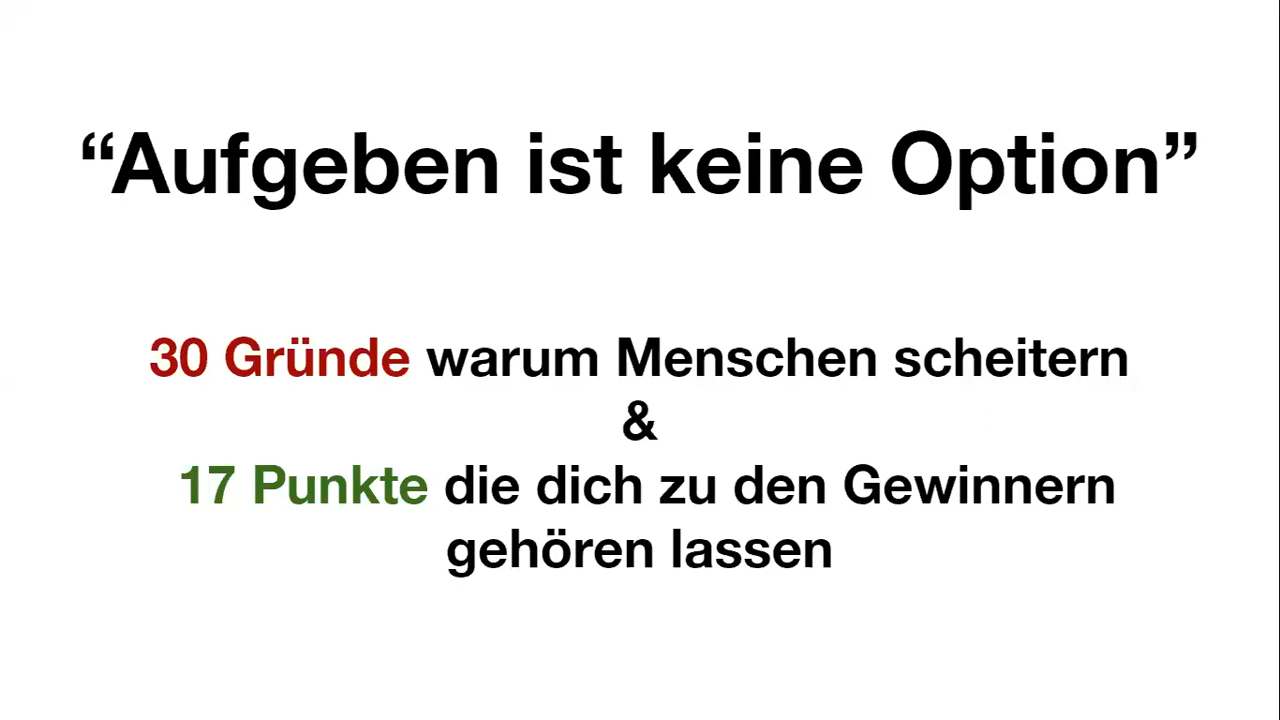 “Aufgeben ist keine Option”
30 Gründe warum Menschen scheitern
&
17 Punkte die dich zu den Gewinnern
gehören lassen